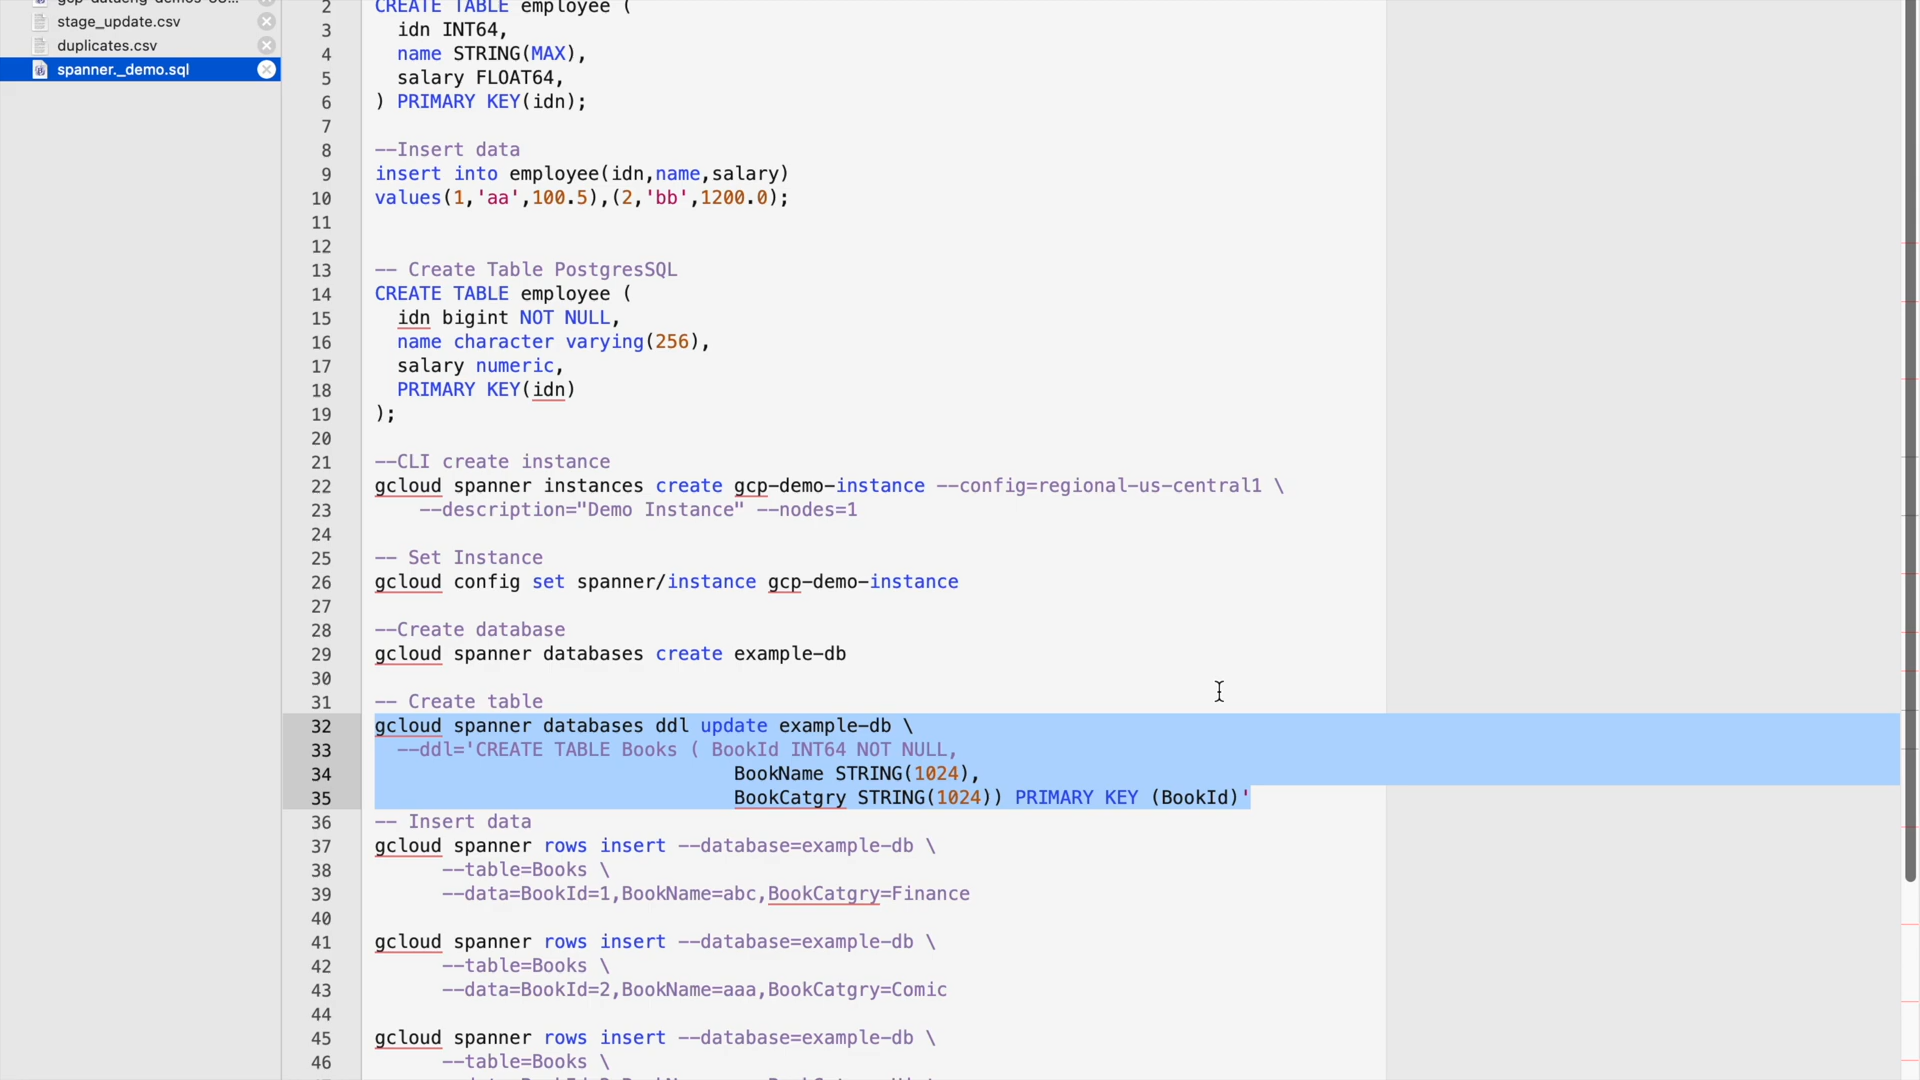 stage_update.csv
duplicates.csv
spanner._demo.sql
2 CREATE TABLE employee (
3 idn INT64,
4 name STRING(MAX),
5 salary FLOAT64,
6 ) PRIMARY KEY(idn);
7
8 --Insert data
9 insert into employee(idn,name,salary)
10 values(1,'aa',100.5),(2,'bb',1200.0);
11
12
13 -- Create Table PostgresSQL
14 CREATE TABLE employee (
15 idn bigint NOT NULL,
16 name character varying(256),
17 salary numeric,
18 PRIMARY KEY(idn)
19 );
20
21 --CLI create instance
22 gcloud spanner instances create gcp-demo-instance --config=regional-us-central1 \
23 --description="Demo Instance" --nodes=1
24
25 -- Set Instance
26 gcloud config set spanner/instance gcp-demo-instance
27
28 --Create database
29 gcloud spanner databases create example-db
30
31 -- Create table
32 gcloud spanner databases ddl update example-db \
33 --ddl='CREATE TABLE Books ( BookId INT64 NOT NULL,
34 BookName STRING(1024),
35 BookCatgry STRING(1024)) PRIMARY KEY (BookId)'
36 -- Insert data
37 gcloud spanner rows insert --database=example-db \
38 --table=Books \
39 --data=BookId=1,BookName=abc,BookCatgry=Finance
40
41 gcloud spanner rows insert --database=example-db \
42 --table=Books \
43 --data=BookId=2,BookName=aaa,BookCatgry=Comic
44
45 gcloud spanner rows insert --database=example-db \
46 --table=Books \